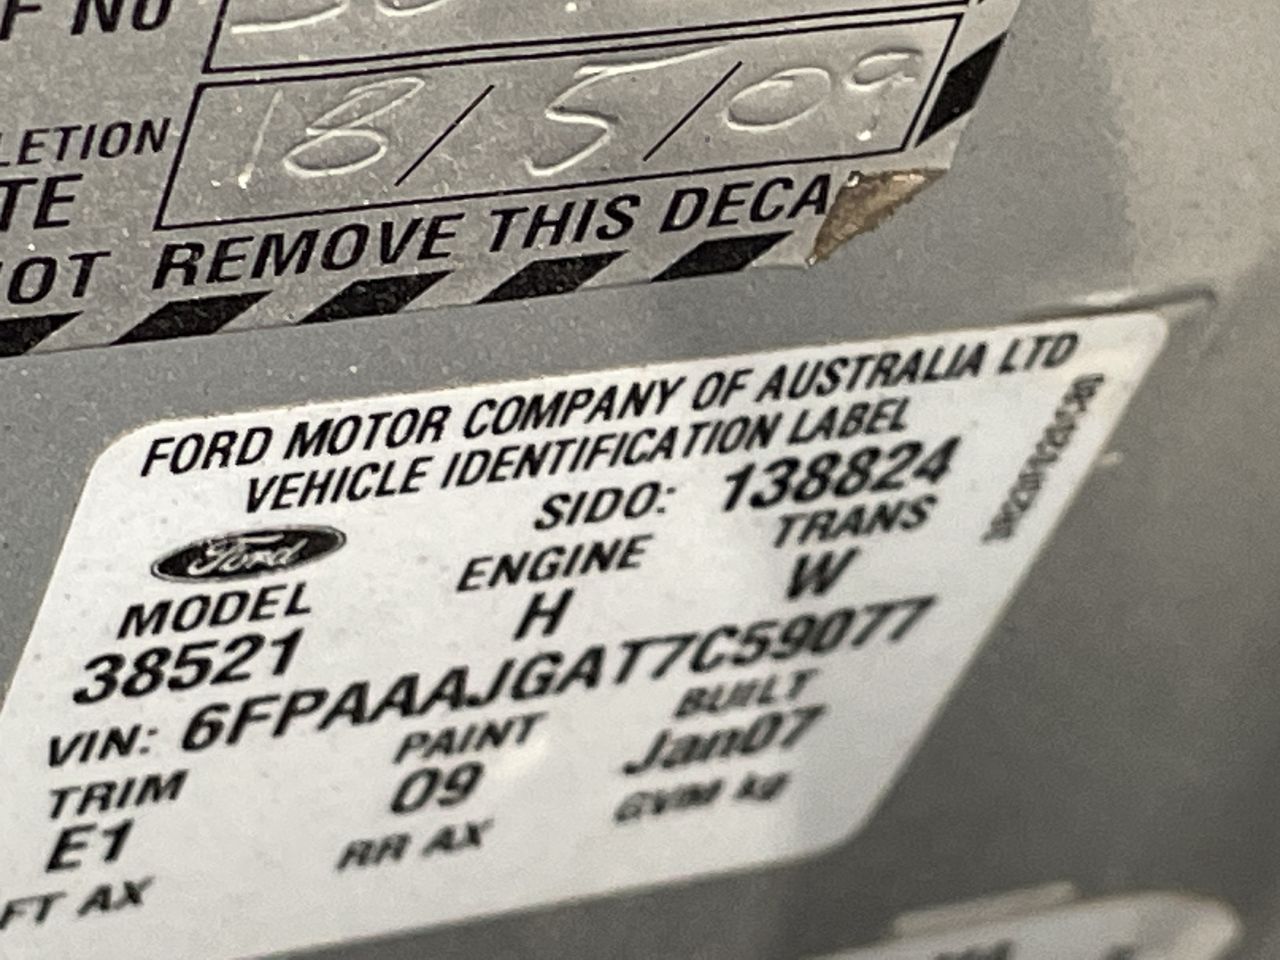 F NO
LETION
TE
18/5/09
OT REMOVE THIS DECA
FORD MOTOR COMPANY OF AUSTRALIA LTD
VEHICLE IDENTIFICATION LABEL
SIDO: 138824
Ford
MODEL ENGINE TRANS
38521 H W
VIN: 6FPAAAJGAT7C59077
TRIM PAINT BUILT
E1 09 Jan07
FT AX RR AX GVM kg